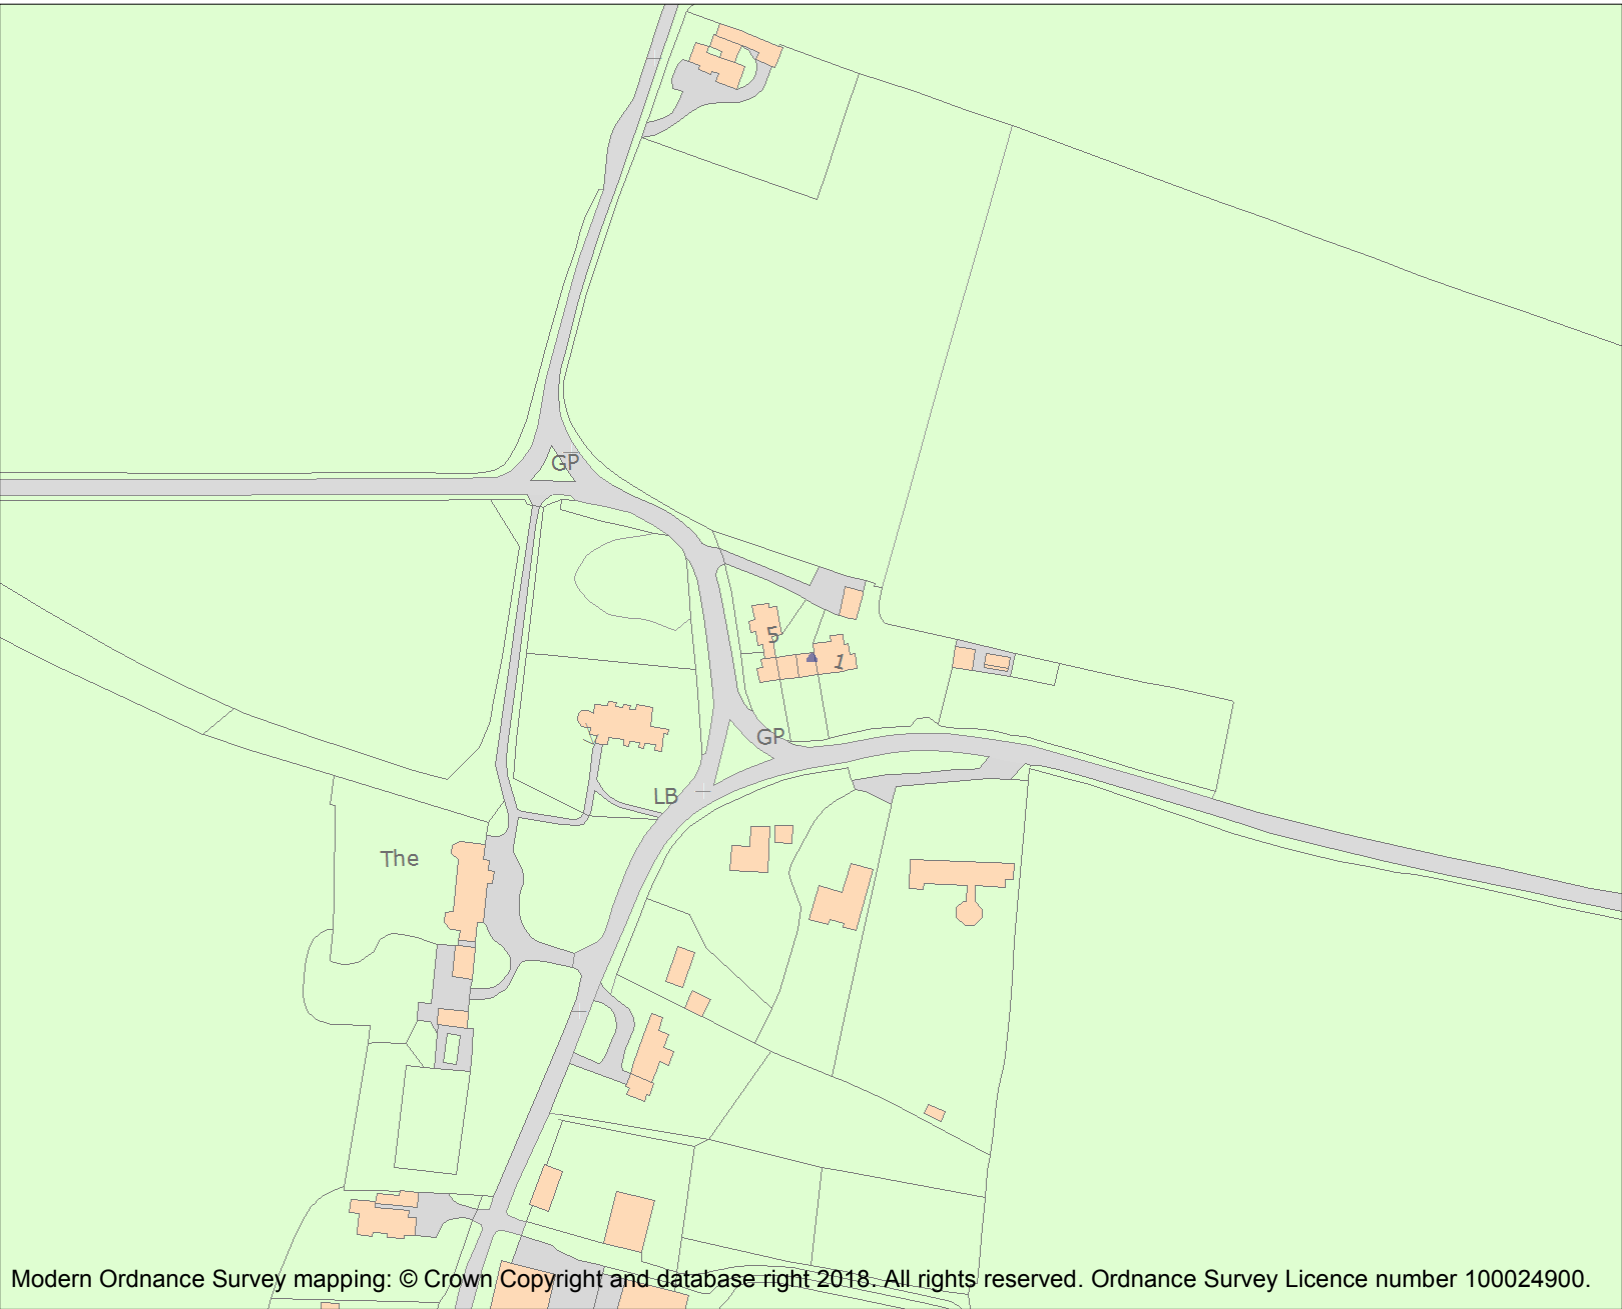 GP
5
1
GP
LB
The
Modern Ordnance Survey mapping: © Crown Copyright and database right 2018. All rights reserved. Ordnance Survey Licence number 100024900.